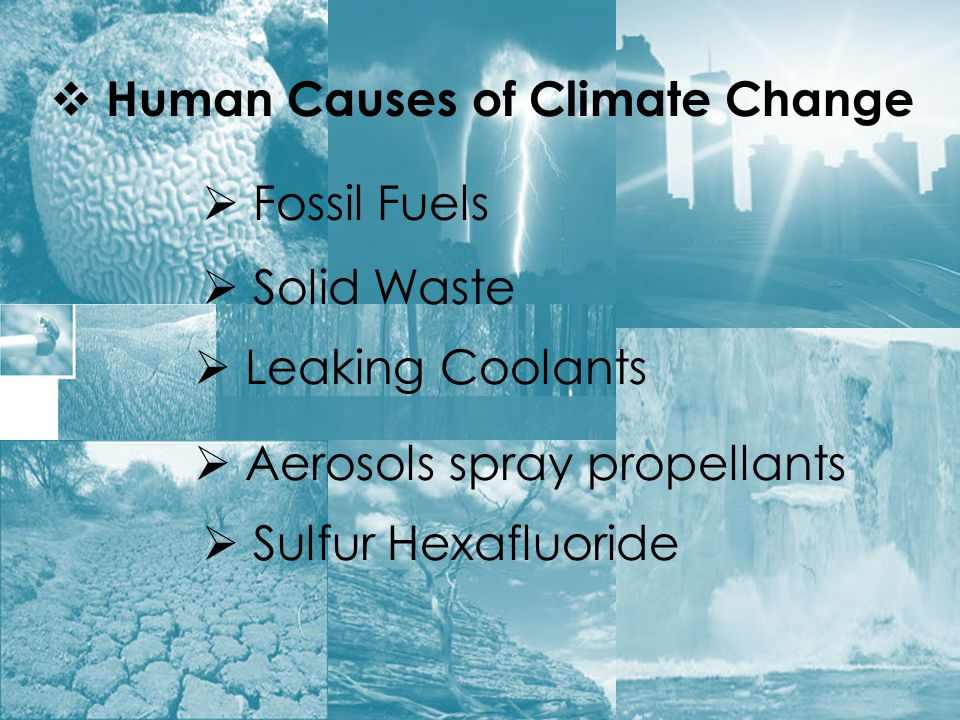 ❖ Human Causes of Climate Change
➢ Fossil Fuels
➢ Solid Waste
➢ Leaking Coolants
➢ Aerosols spray propellants
➢ Sulfur Hexafluoride